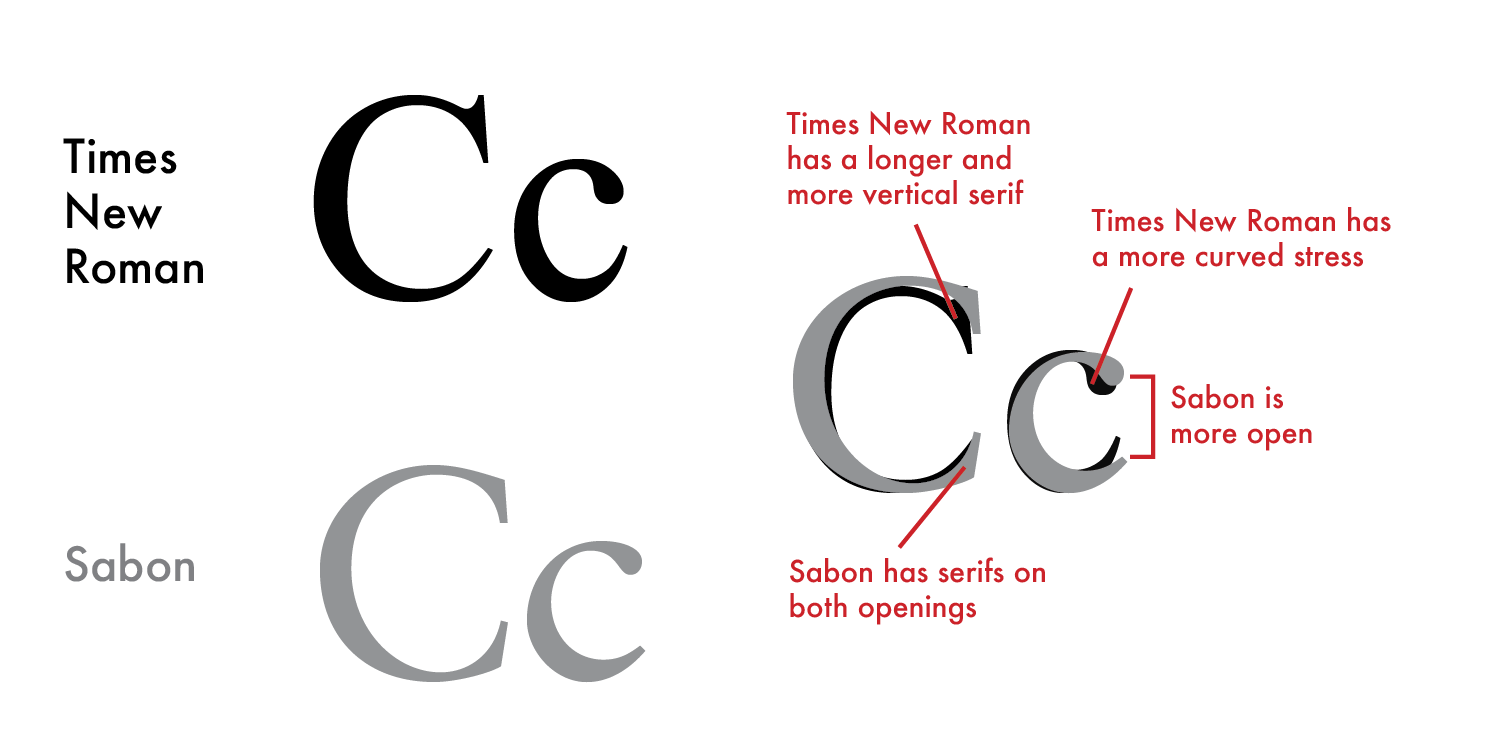 Times
New
Roman
Cc
Sabon
Cc
Times New Roman
has a longer and
more vertical serif
Times New Roman has
a more curved stress
Cc
Sabon is
more open
Sabon has serifs on
both openings